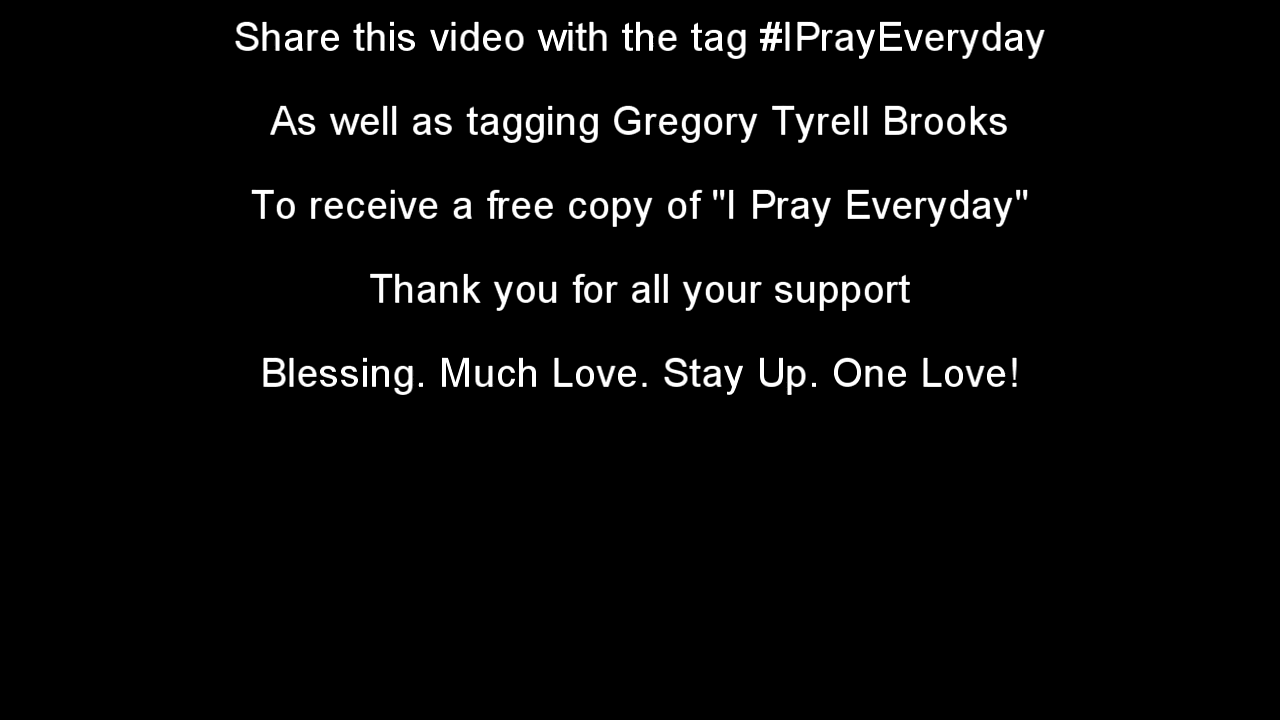 Share this video with the tag #IPrayEveryday
As well as tagging Gregory Tyrell Brooks
To receive a free copy of "I Pray Everyday"
Thank you for all your support
Blessing. Much Love. Stay Up. One Love!